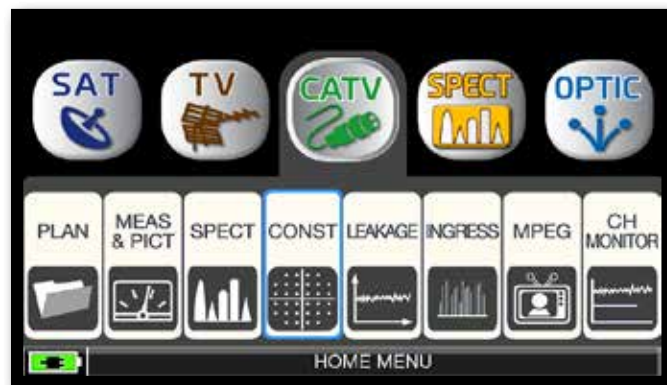 SAT TV CATV SPECT OPTIC
PLAN MEAS & PICT SPECT CONST LEAKAGE INGRESS MPEG CH MONITOR
HOME MENU